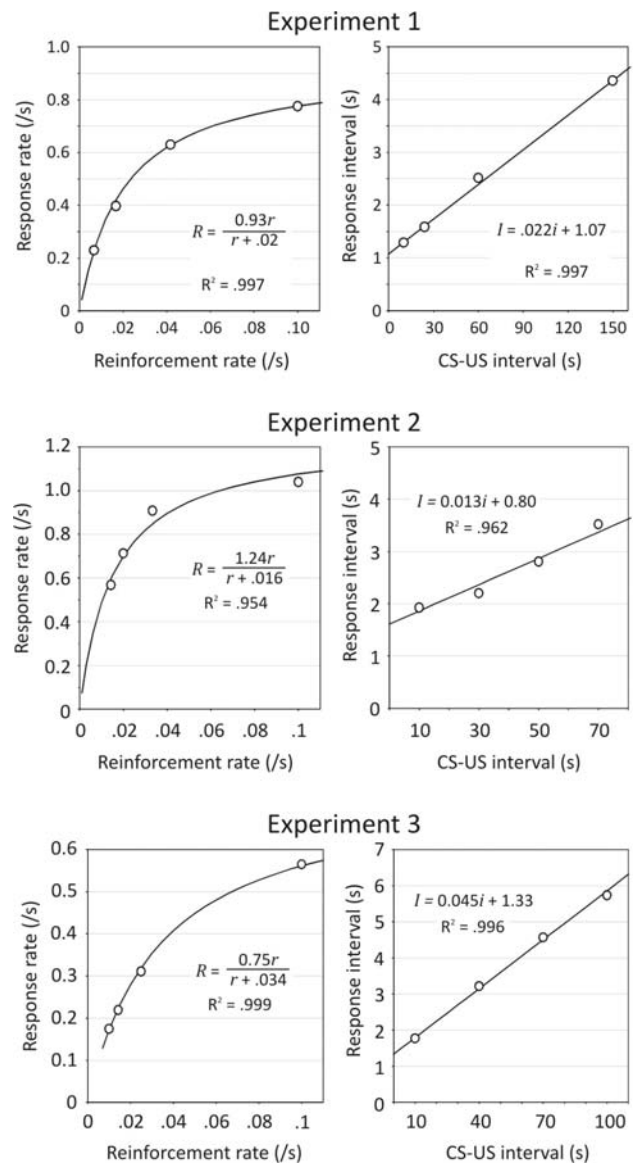 Experiment 1
1.0
0.8
0.6
0.4
0.2
0
Response rate (/s)
R = 0.93r / r + .02
R² = .997
0 .02 .04 .06 .08 .10
Reinforcement rate (/s)
5
4
3
2
1
0
Response interval (s)
I = .022i + 1.07
R² = .997
0 30 60 90 120 150
CS-US interval (s)
Experiment 2
1.2
1.0
0.8
0.6
0.4
0.2
0
Response rate (/s)
R = 1.24r / r + .016
R² = .954
0 .02 .04 .06 .08 .1
Reinforcement rate (/s)
5
4
3
2
1
0
Response interval (s)
I = 0.013i + 0.80
R² = .962
10 30 50 70
CS-US interval (s)
Experiment 3
0.6
0.5
0.4
0.3
0.2
0.1
0
Response rate (/s)
R = 0.75r / r + .034
R² = .999
0 .02 .04 .06 .08 .1
Reinforcement rate (/s)
7
6
5
4
3
2
1
0
Response interval (s)
I = 0.045i + 1.33
R² = .996
10 40 70 100
CS-US interval (s)